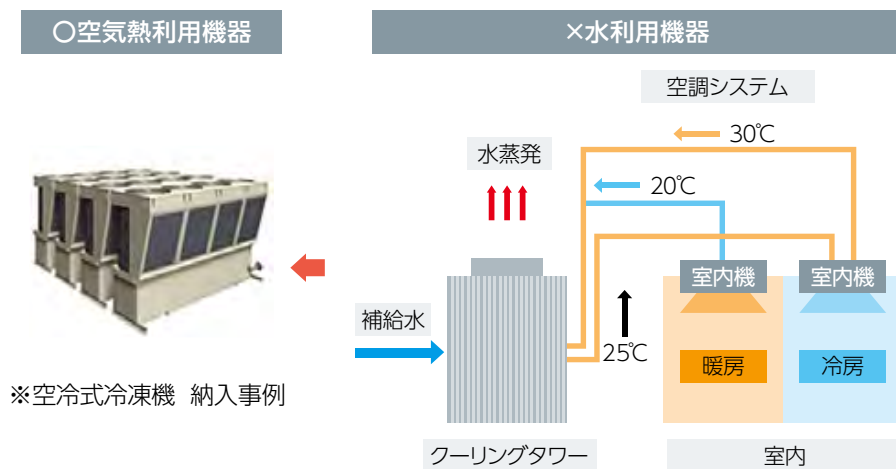 〇空気熱利用機器
×水利用機器
空調システム
30℃
水蒸発
20℃
室内機
室内機
補給水
25℃
暖房
冷房
※空冷式冷凍機 納入事例
クーリングタワー
室内